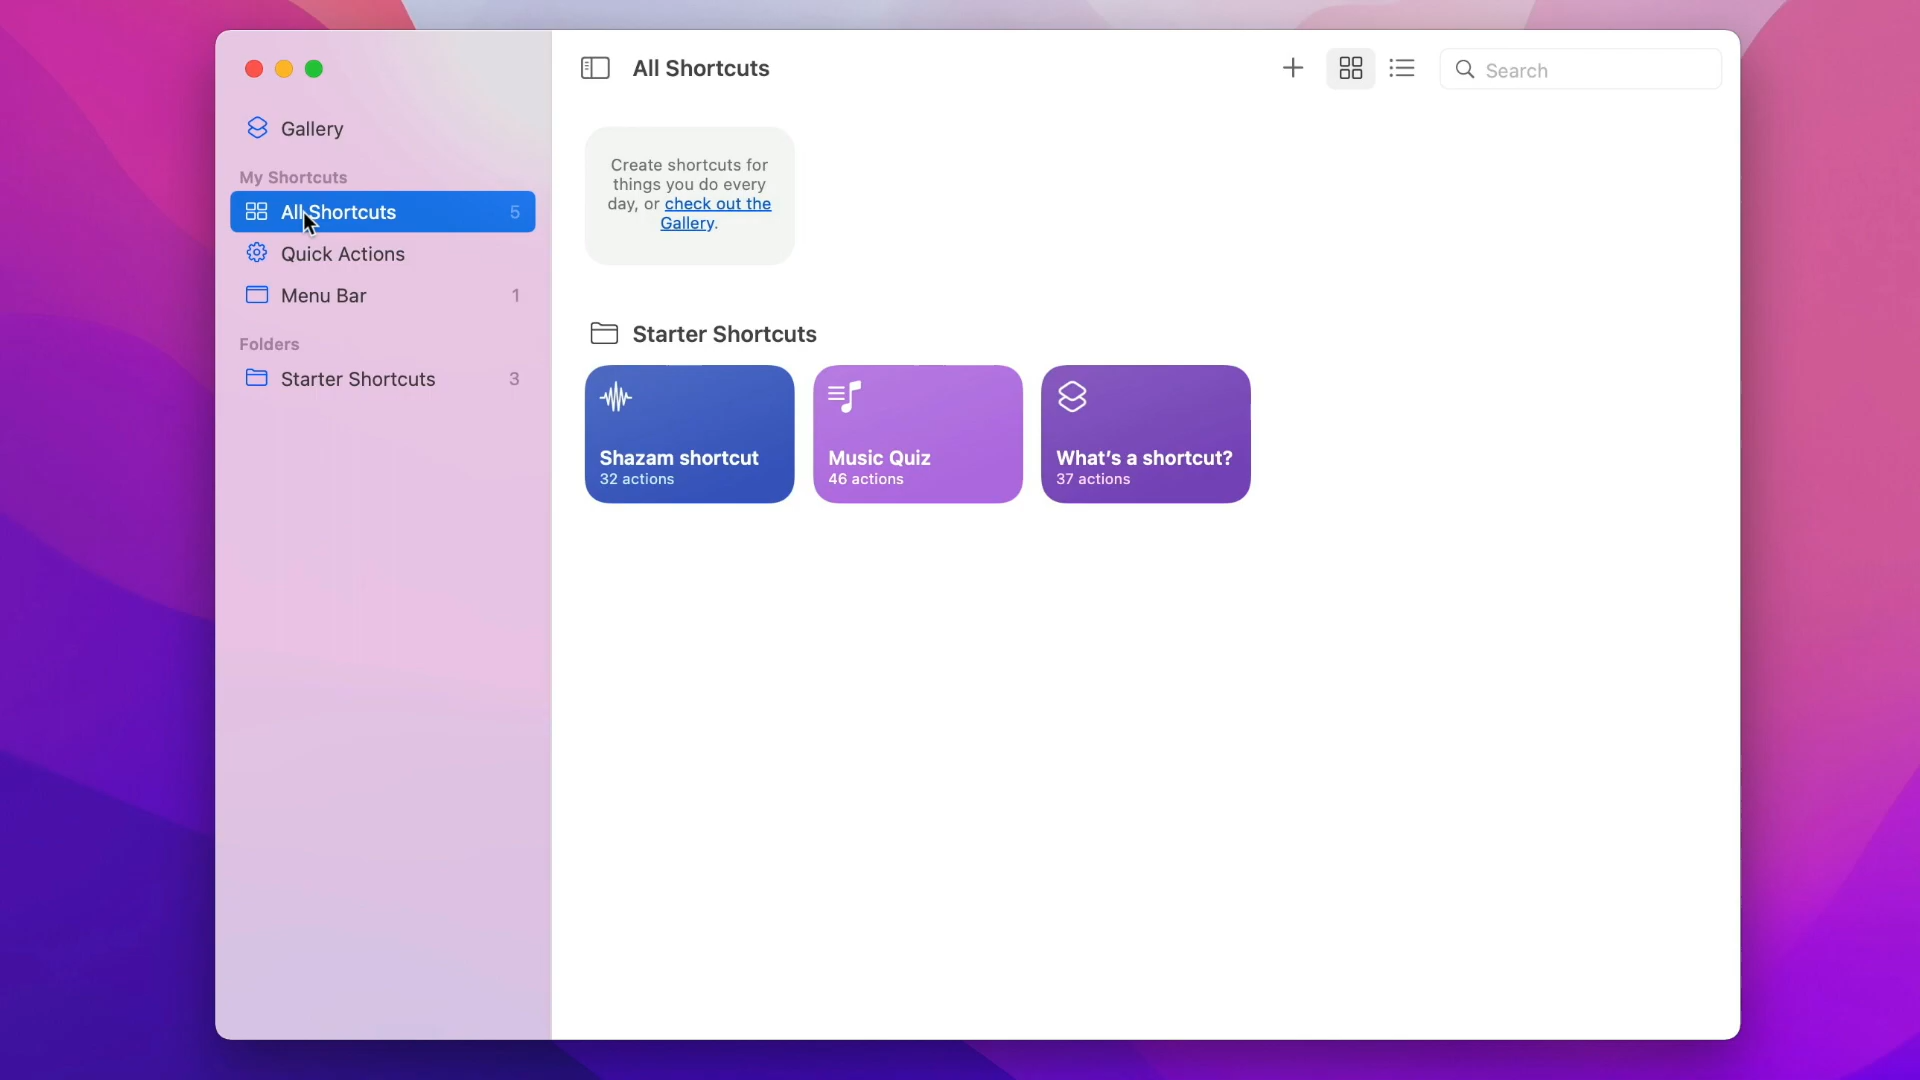 All Shortcuts
Search
Gallery
My Shortcuts
All Shortcuts 5
Quick Actions
Menu Bar 1
Folders
Starter Shortcuts 3
Create shortcuts for
things you do every
day, or check out the
Gallery.
Starter Shortcuts
Shazam shortcut
32 actions
Music Quiz
46 actions
What's a shortcut?
37 actions